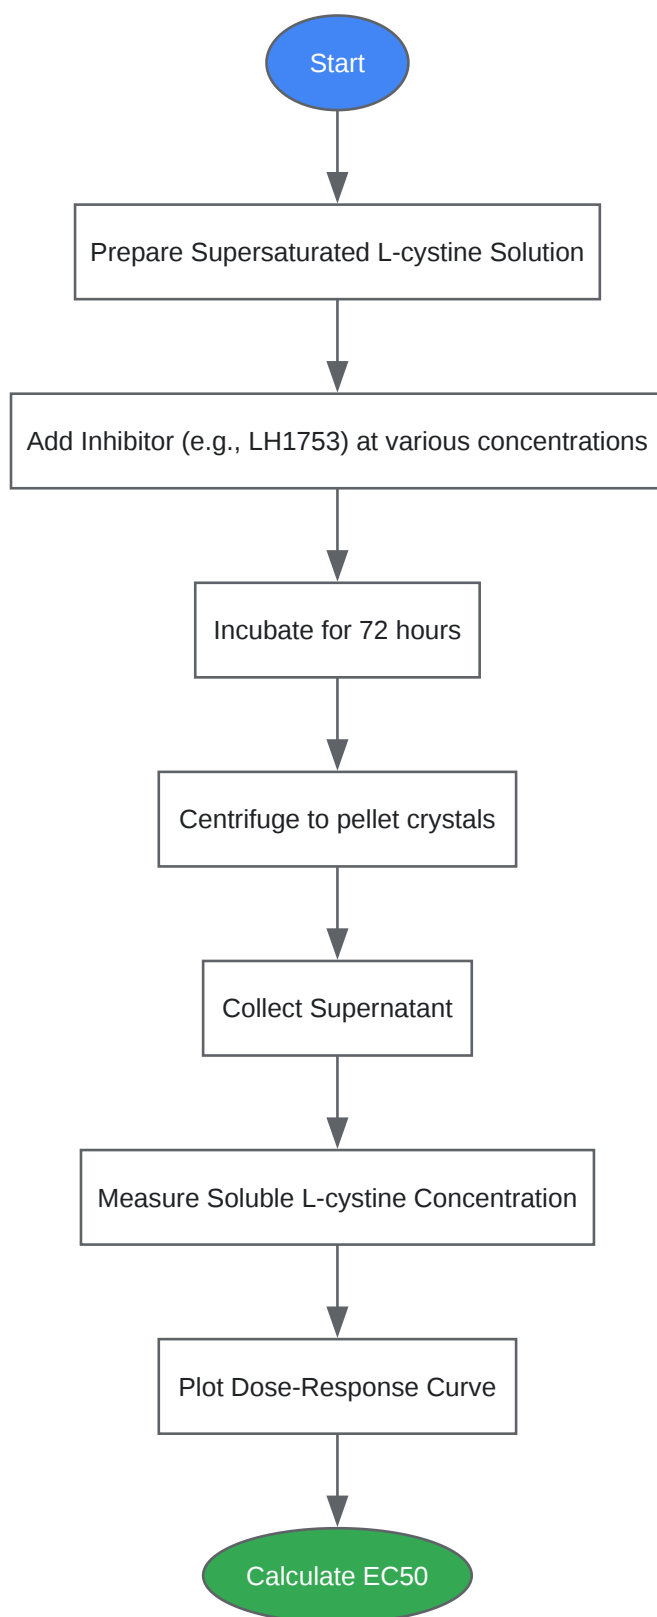 Start
Prepare Supersaturated L-cystine Solution
Add Inhibitor (e.g., LH1753) at various concentrations
Incubate for 72 hours
Centrifuge to pellet crystals
Collect Supernatant
Measure Soluble L-cystine Concentration
Plot Dose-Response Curve
Calculate EC50